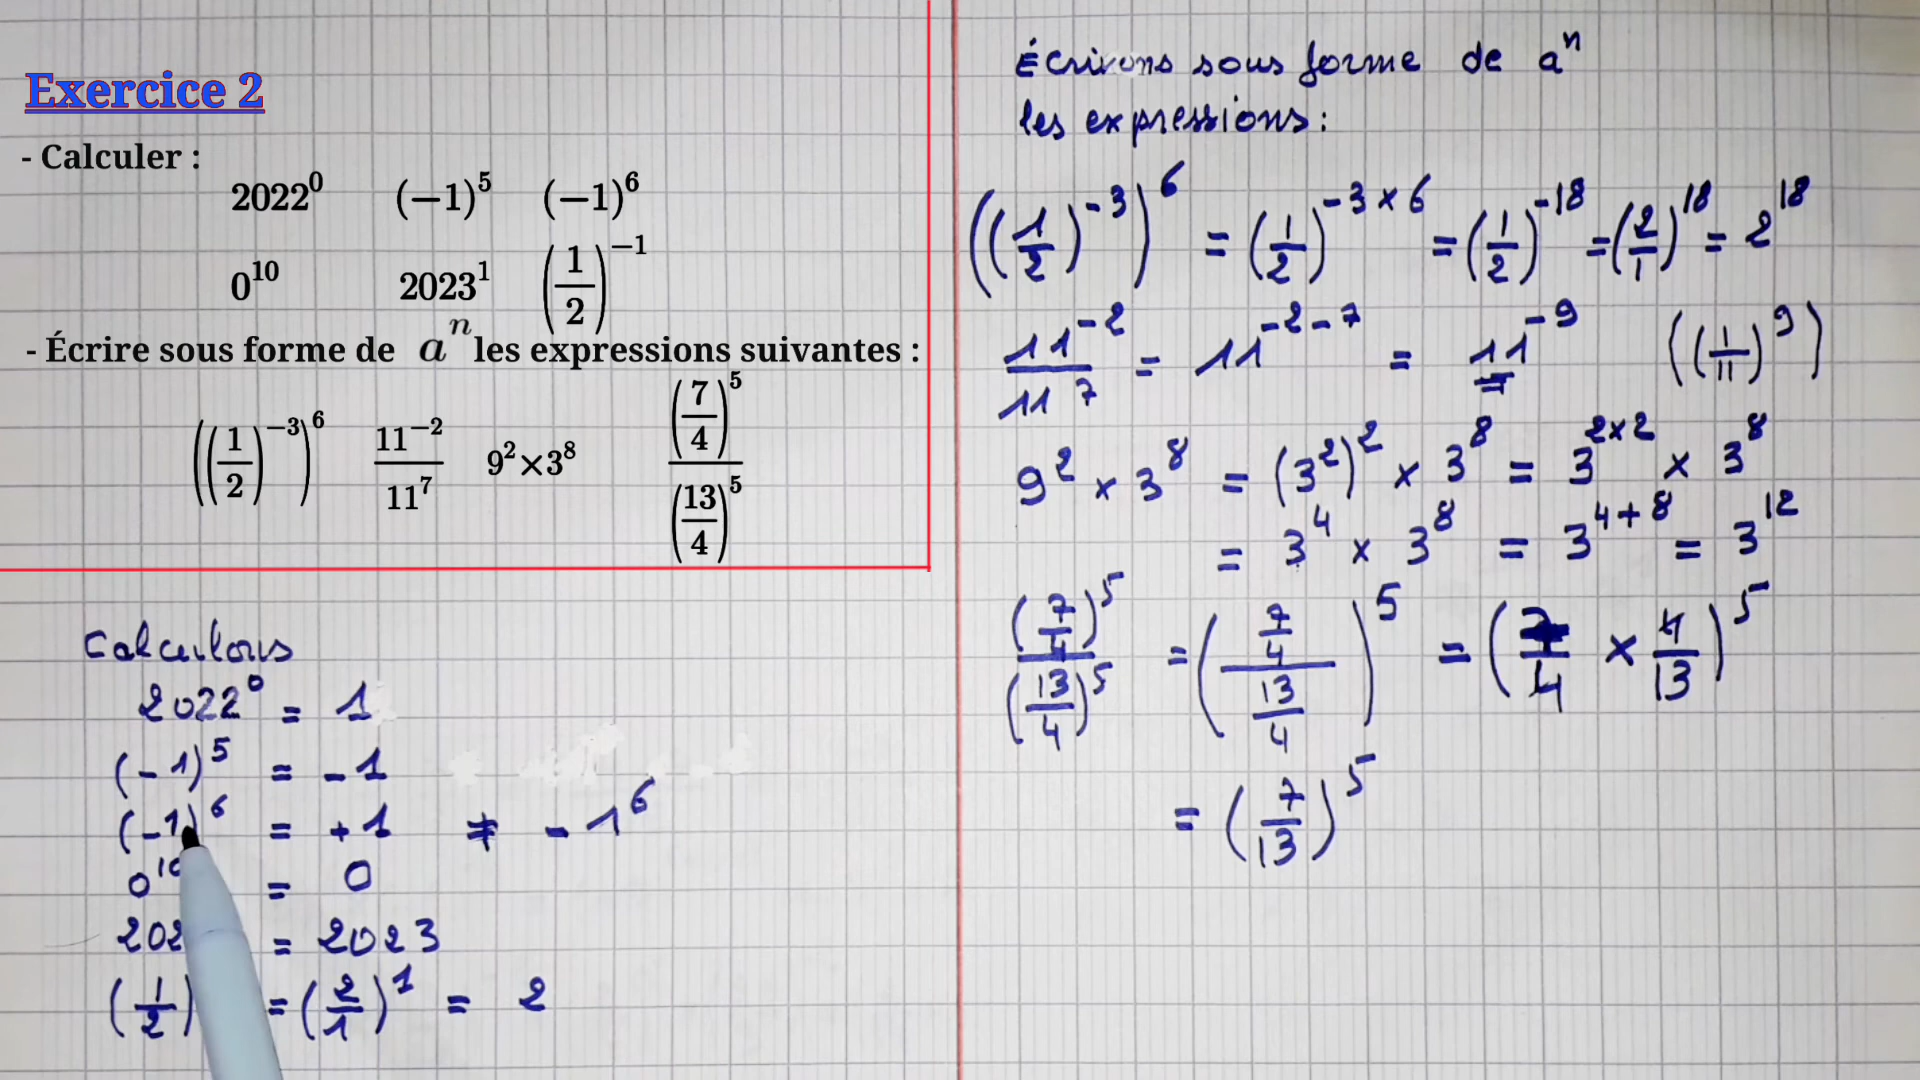 Exercice 2
- Calculer :
2022⁰ (−1)⁵ (−1)⁶
0¹⁰ 2023¹ (1/2)⁻¹
- Écrire sous forme de aⁿ les expressions suivantes :
((1/2)⁻³)⁶ 11⁻²/11⁷ 9²×3⁸ (7/4)⁵/(13/4)⁵
Calculons
2022⁰ = 1
(-1)⁵ = -1
(-1)⁶ = +1 ≠ -1⁶
0¹⁰ = 0
202 = 2023
(1/2) = (2/1)¹ = 2
Écrivons sous forme de aⁿ
les expressions :
((1/2)⁻³)⁶ = (1/2)⁻³ˣ⁶ = (1/2)⁻¹⁸ = (2/1)¹⁸ = 2¹⁸
11⁻²/11⁷ = 11⁻²⁻⁷ = 11⁻⁹ ((1/11)⁹)
9² × 3⁸ = (3²)² × 3⁸ = 3²ˣ² × 3⁸
= 3⁴ × 3⁸ = 3⁴⁺⁸ = 3¹²
(7/4)⁵/(13/4)⁵ = ((7/4)/(13/4))⁵ = (7/4 × 4/13)⁵
= (7/13)⁵